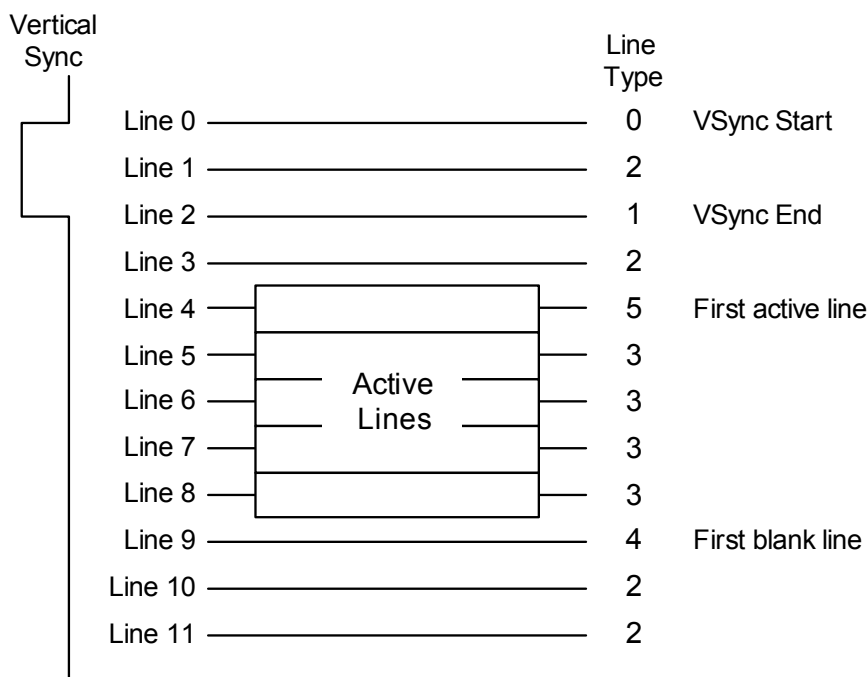 Vertical
Sync
Line
Type
Line 0 0 VSync Start
Line 1 2
Line 2 1 VSync End
Line 3 2
Line 4 5 First active line
Line 5 3
Active
Line 6 3
Lines
Line 7 3
Line 8 3
Line 9 4 First blank line
Line 10 2
Line 11 2